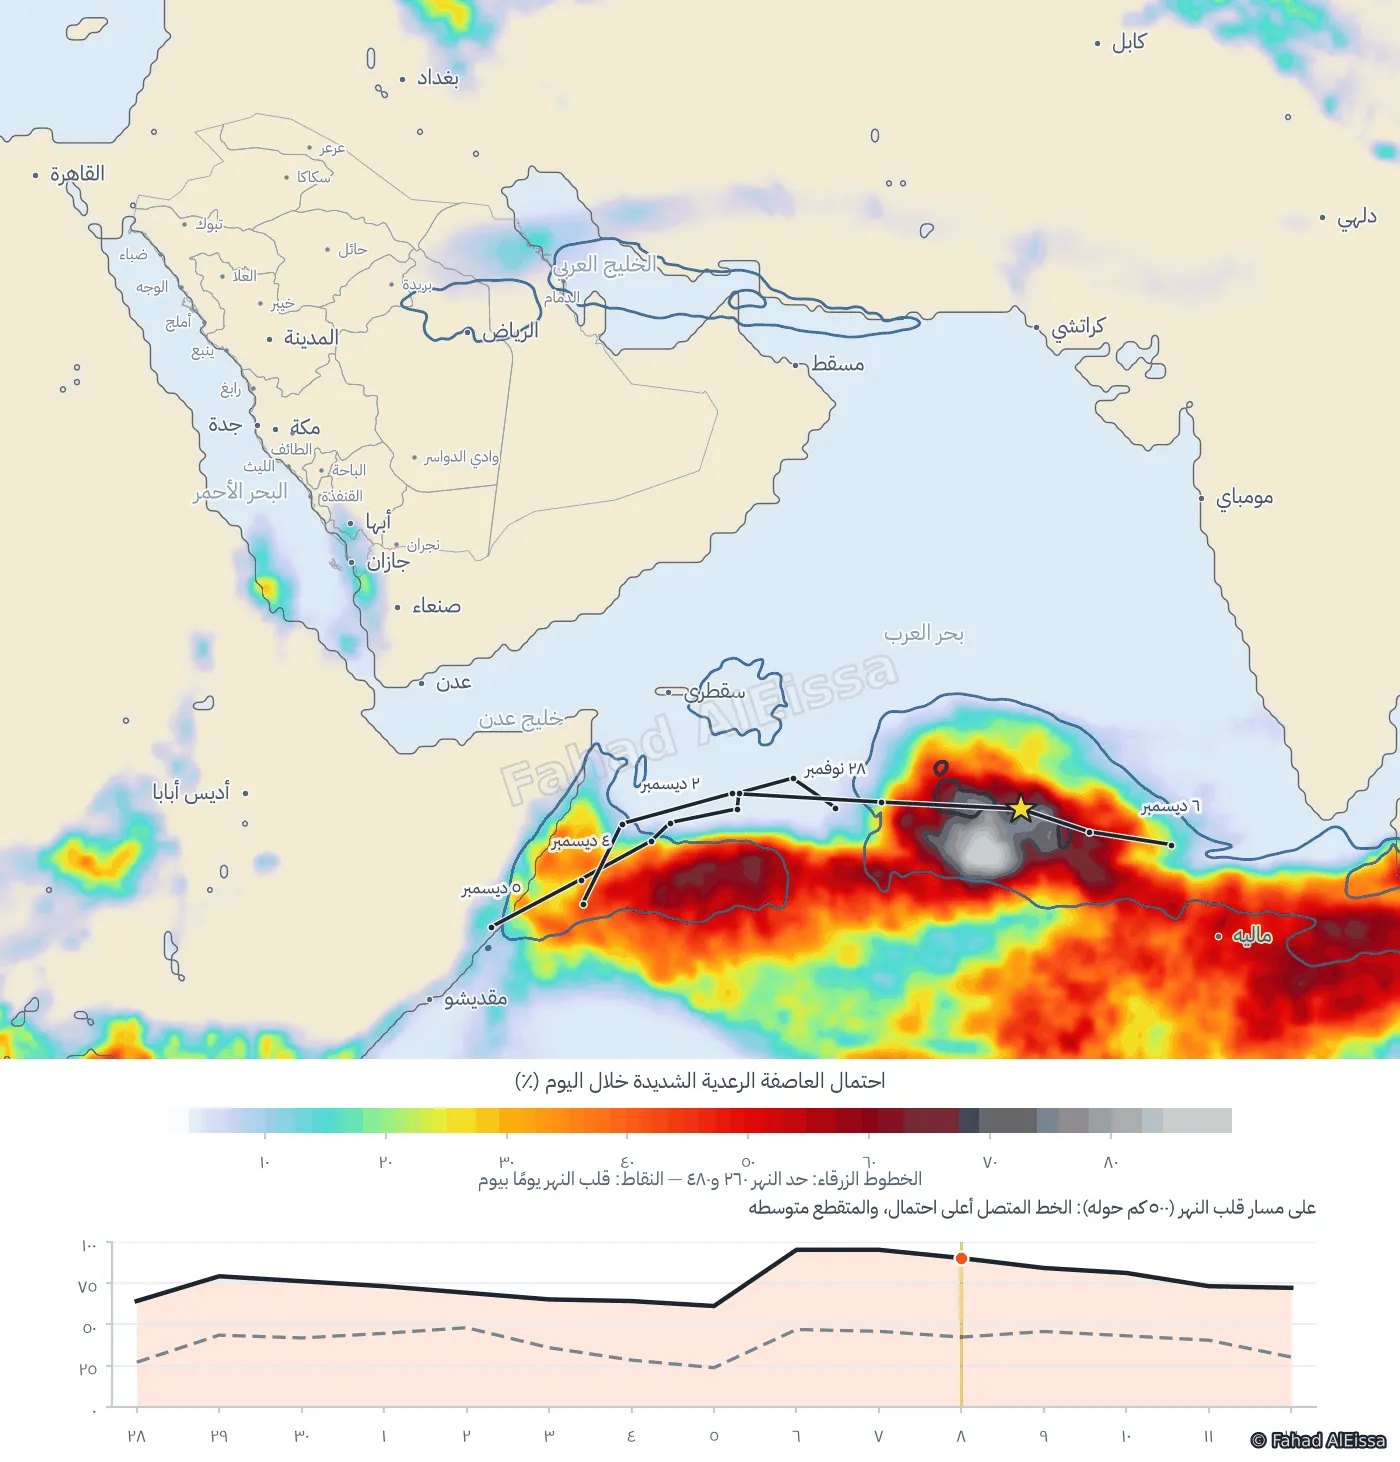 كابل
بغداد
عرعر
القاهرة
سكاكا
دلهي
تبوك
حائل
ضباء
الخليج العربي
العلا
الوجه
بريدة
الدمام
خيبر
أملج
كراتشي
الرياض
المدينة
ينبع
مسقط
رابغ
جدة
مكة
الطائف
وادي الدواسر
الليث
الباحة
البحر الأحمر
القنفذة
مومباي
أبها
نجران
جازان
صنعاء
بحر العرب
عدن
سقطرى
خليج عدن
Fahad AlEissa
٢٨ نوفمبر
٢ ديسمبر
أديس أبابا
٦ ديسمبر
٤ ديسمبر
٥ ديسمبر
ماليه
مقديشو
احتمال العاصفة الرعدية الشديدة خلال اليوم (٪)
١٠ ٢٠ ٣٠ ٤٠ ٥٠ ٦٠ ٧٠ ٨٠
الخطوط الزرقاء: حد النهر ٢٦٠ و٤٨٠ — النقاط: قلب النهر يومًا بيوم
على مسار قلب النهر (٥٠٠ كم حوله): الخط المتصل أعلى احتمال، والمتقطع متوسطه
١٠٠
٧٥
٥٠
٢٥
٠
٢٨ ٢٩ ٣٠ ١ ٢ ٣ ٤ ٥ ٦ ٧ ٨ ٩ ١٠ ١١
© Fahad AlEissa